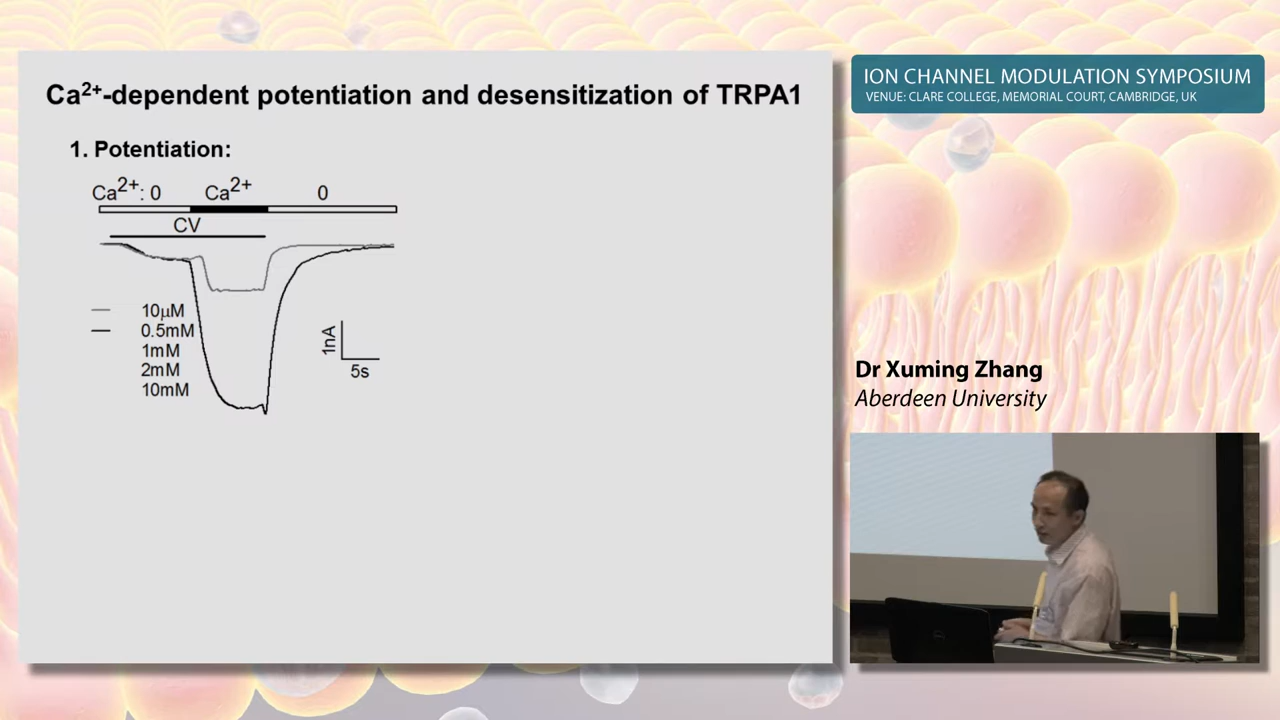 Ca²⁺-dependent potentiation and desensitization of TRPA1
1. Potentiation:
Ca²⁺: 0 Ca²⁺ 0
CV
10μM
0.5mM
1mM
2mM
10mM
1nA
5s
ION CHANNEL MODULATION SYMPOSIUM
VENUE: CLARE COLLEGE, MEMORIAL COURT, CAMBRIDGE, UK
Dr Xuming Zhang
Aberdeen University